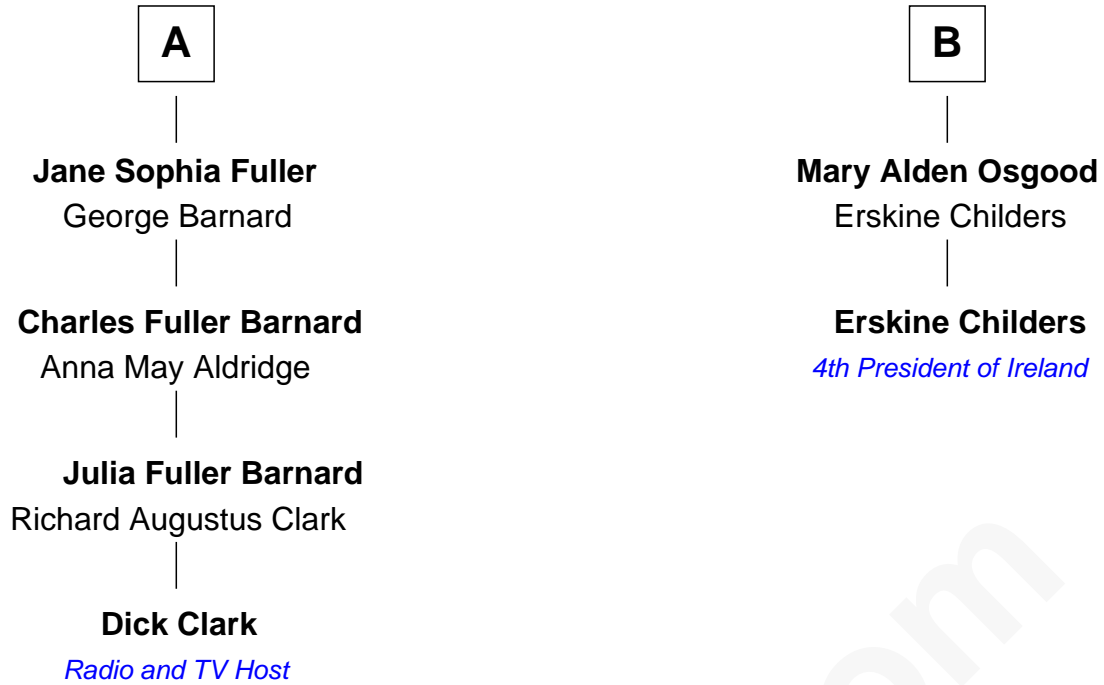 A
Jane Sophia Fuller
George Barnard
Charles Fuller Barnard
Anna May Aldridge
Julia Fuller Barnard
Richard Augustus Clark
Dick Clark
Radio and TV Host
B
Mary Alden Osgood
Erskine Childers
Erskine Childers
4th President of Ireland
om